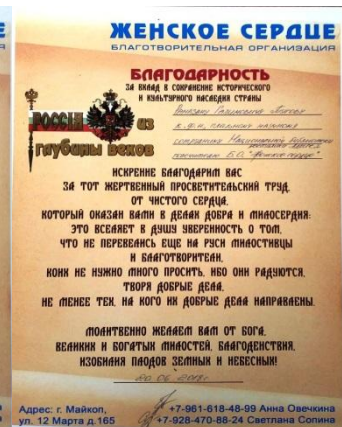 ЖЕНСКОЕ СЕРДЦЕ
БЛАГОТВОРИТЕЛЬНАЯ ОРГАНИЗАЦИЯ
БЛАГОДАРНОСТЬ
ЗА ВКЛАД В СОХРАНЕНИЕ ИСТОРИЧЕСКОГО
И КУЛЬТУРНОГО НАСЛЕДИЯ СТРАНЫ
РОССІЯ из
глубины веков
ИСКРЕННЕ БЛАГОДАРИМ ВАС
ЗА ТОТ ЖЕРТВЕННЫЙ ПРОСВЕТИТЕЛЬСКИЙ ТРУД,
ОТ ЧИСТОГО СЕРДЦА,
КОТОРЫЙ ОКАЗАН ВАМИ В ДЕЛАХ ДОБРА И МИЛОСЕРДИЯ:
ЭТО ВСЕЛЯЕТ В ДУШУ УВЕРЕННОСТЬ О ТОМ,
ЧТО НЕ ПЕРЕВЕЛИСЬ ЕЩЕ НА РУСИ МИЛОСТИВЦЫ
И БЛАГОТВОРИТЕЛИ,
КОИХ НЕ НУЖНО МНОГО ПРОСИТЬ, ИБО ОНИ РАДУЮТСЯ,
ТВОРЯ ДОБРЫЕ ДЕЛА,
НЕ МЕНЕЕ ТЕХ, НА КОГО ИХ ДОБРЫЕ ДЕЛА НАПРАВЛЕНЫ.
МОЛИТВЕННО ЖЕЛАЕМ ВАМ ОТ БОГА,
ВЕЛИКИХ И БОГАТЫХ МИЛОСТЕЙ, БЛАГОДЕНСТВИЯ,
ИЗОБИЛИЯ ПЛОДОВ ЗЕМНЫХ И НЕБЕСНЫХ!
Адрес: г. Майкоп,
ул. 12 Марта д.165
+7-961-618-48-99 Анна Овечкина
+7-928-470-88-24 Светлана Сопина